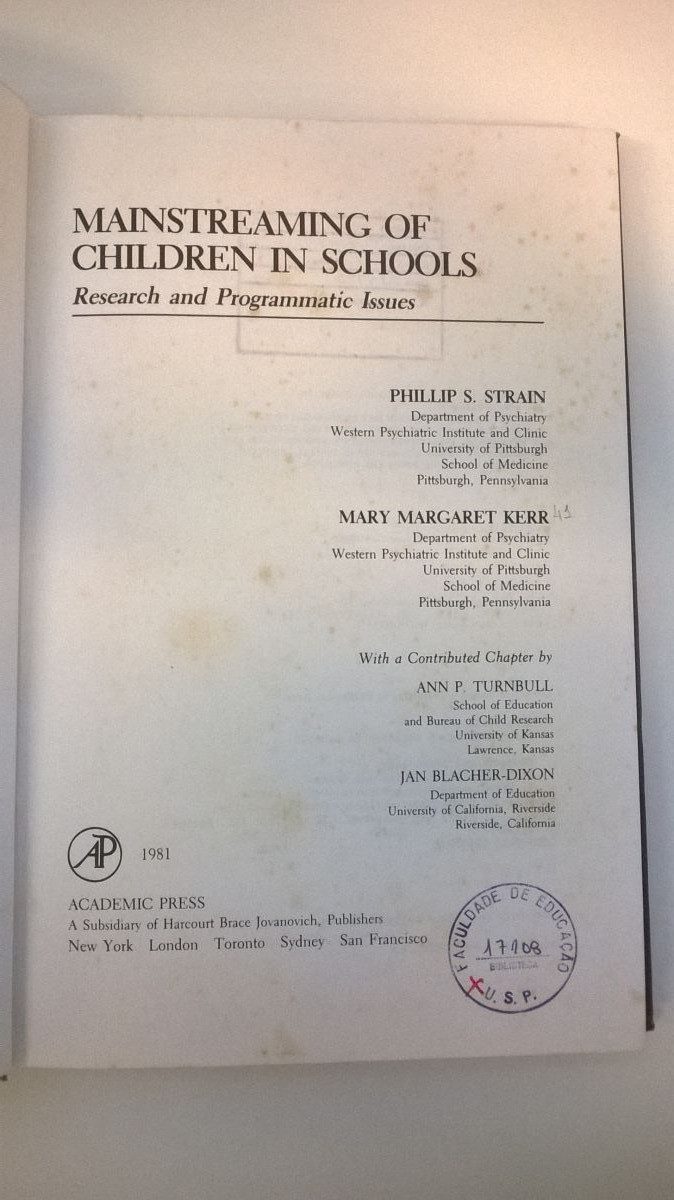 MAINSTREAMING OF
CHILDREN IN SCHOOLS
Research and Programmatic Issues
PHILLIP S. STRAIN
Department of Psychiatry
Western Psychiatric Institute and Clinic
University of Pittsburgh
School of Medicine
Pittsburgh, Pennsylvania
MARY MARGARET KERR 41
Department of Psychiatry
Western Psychiatric Institute and Clinic
University of Pittsburgh
School of Medicine
Pittsburgh, Pennsylvania
With a Contributed Chapter by
ANN P. TURNBULL
School of Education
and Bureau of Child Research
University of Kansas
Lawrence, Kansas
JAN BLACHER-DIXON
Department of Education
University of California, Riverside
Riverside, California
AP 1981
ACADEMIC PRESS
A Subsidiary of Harcourt Brace Jovanovich, Publishers
New York London Toronto Sydney San Francisco
FACULDADE DE EDUCAÇÃO
17108
BIBLIOTECA
U. S. P.